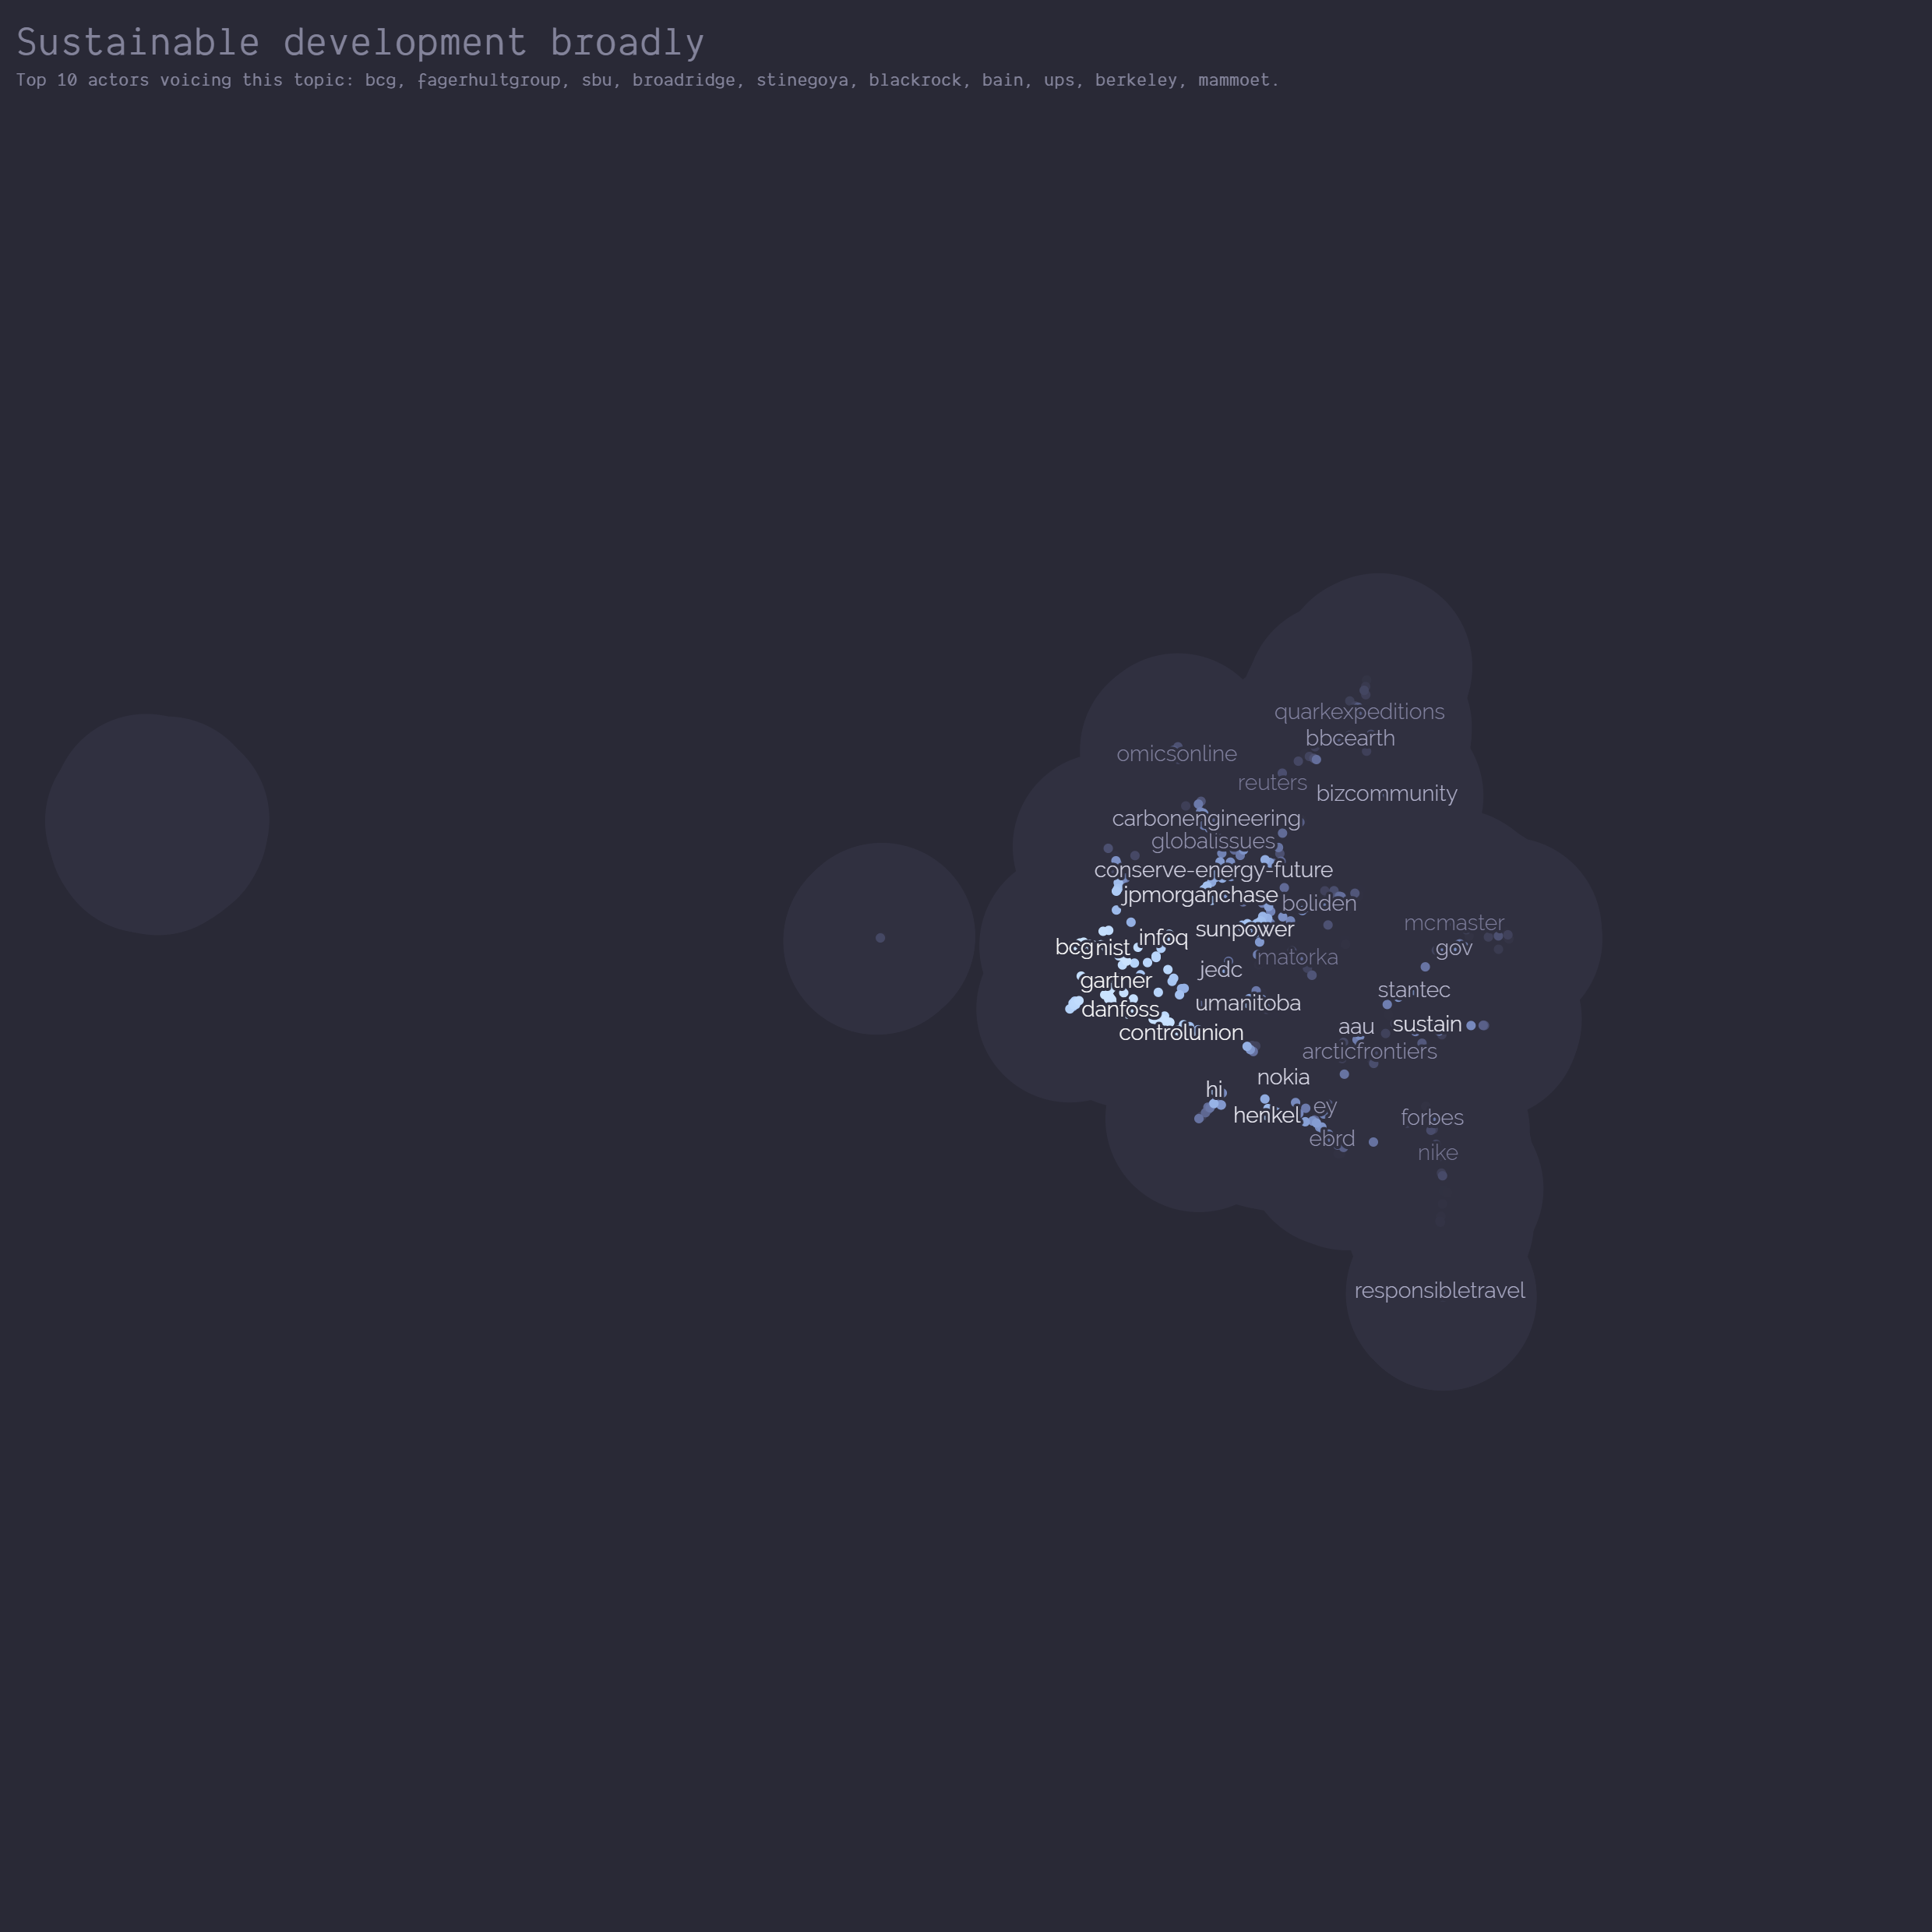 Sustainable development broadly
Top 10 actors voicing this topic: bcg, fagerhultgroup, sbu, broadridge, stinegoya, blackrock, bain, ups, berkeley, mammoet.
quarkexpeditions
bbcearth
omicsonline
reuters
bizcommunity
carbonengineering
globalissues
conserve-energy-future
jpmorganchase
boliden
mcmaster
sunpower
infoq
bcg
nist
gov
matorka
jedc
gartner
stantec
umanitoba
danfoss
sustain
aau
controlunion
arcticfrontiers
nokia
hi
ey
henkel
forbes
ebrd
nike
responsibletravel